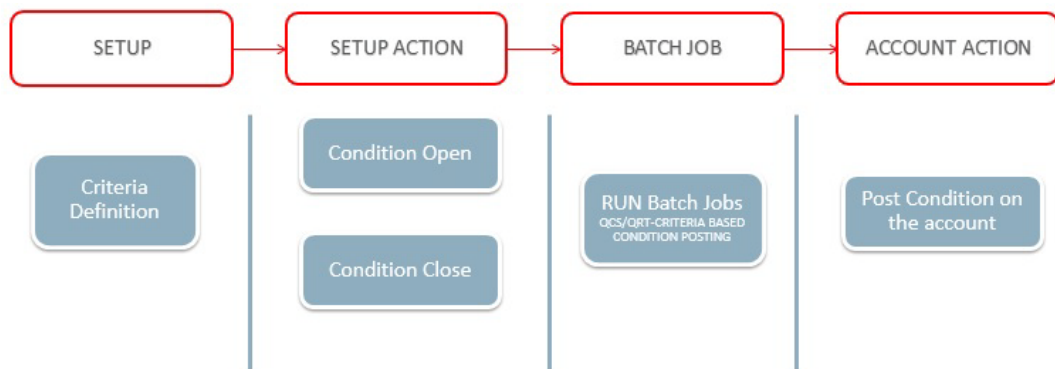 SETUP
SETUP ACTION
BATCH JOB
ACCOUNT ACTION
Criteria
Definition
Condition Open
Condition Close
RUN Batch Jobs
QCS/QRT-CRITERIA BASED
CONDITION POSTING
Post Condition on
the account